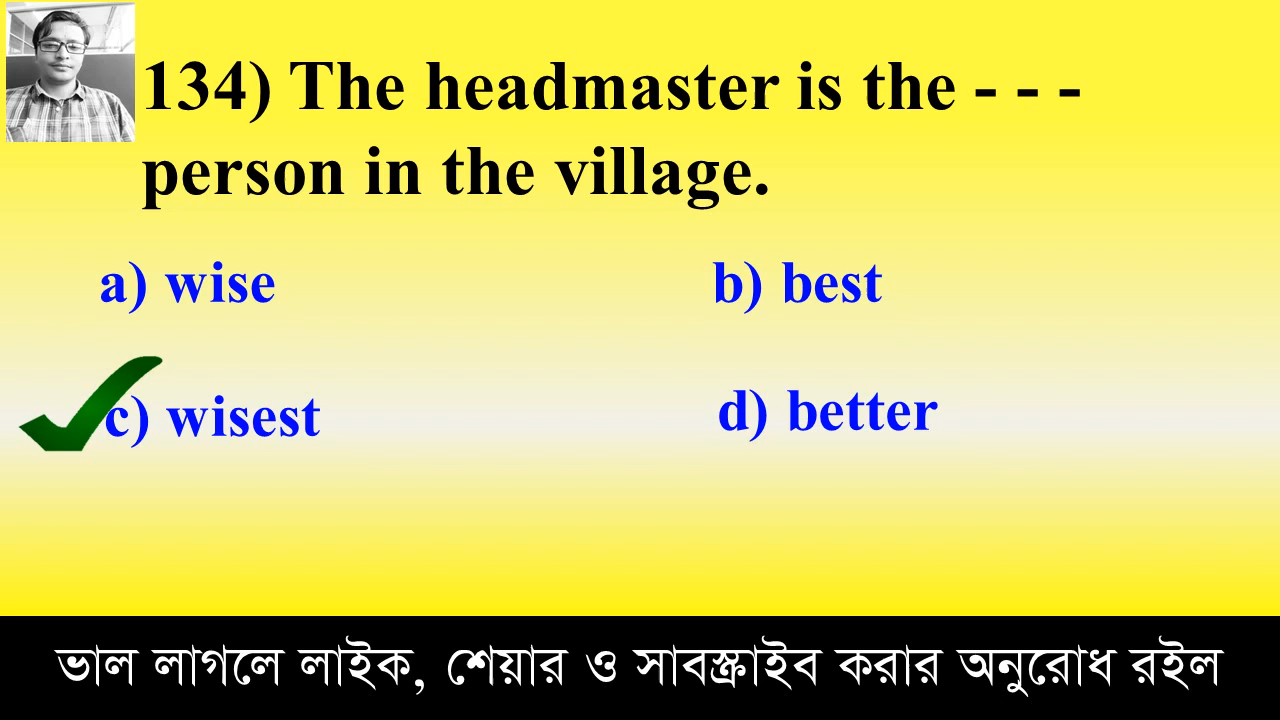 134) The headmaster is the - - -
person in the village.
a) wise
b) best
c) wisest
d) better
ভাল লাগলে লাইক, শেয়ার ও সাবস্ক্রাইব করার অনুরোধ রইল